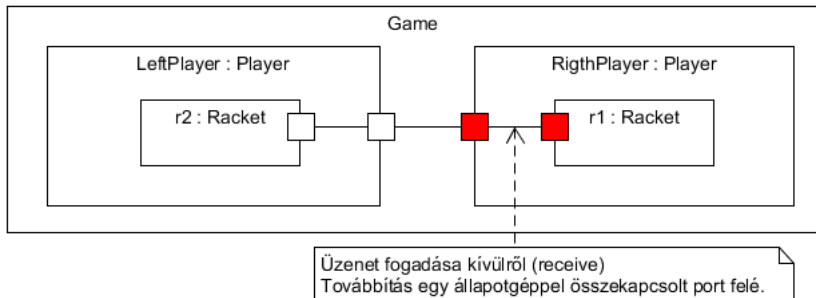 Game
LeftPlayer : Player
RigthPlayer : Player
r2 : Racket
r1 : Racket
Üzenet fogadása kívülről (receive)
Továbbítás egy állapotgéppel összekapcsolt port felé.